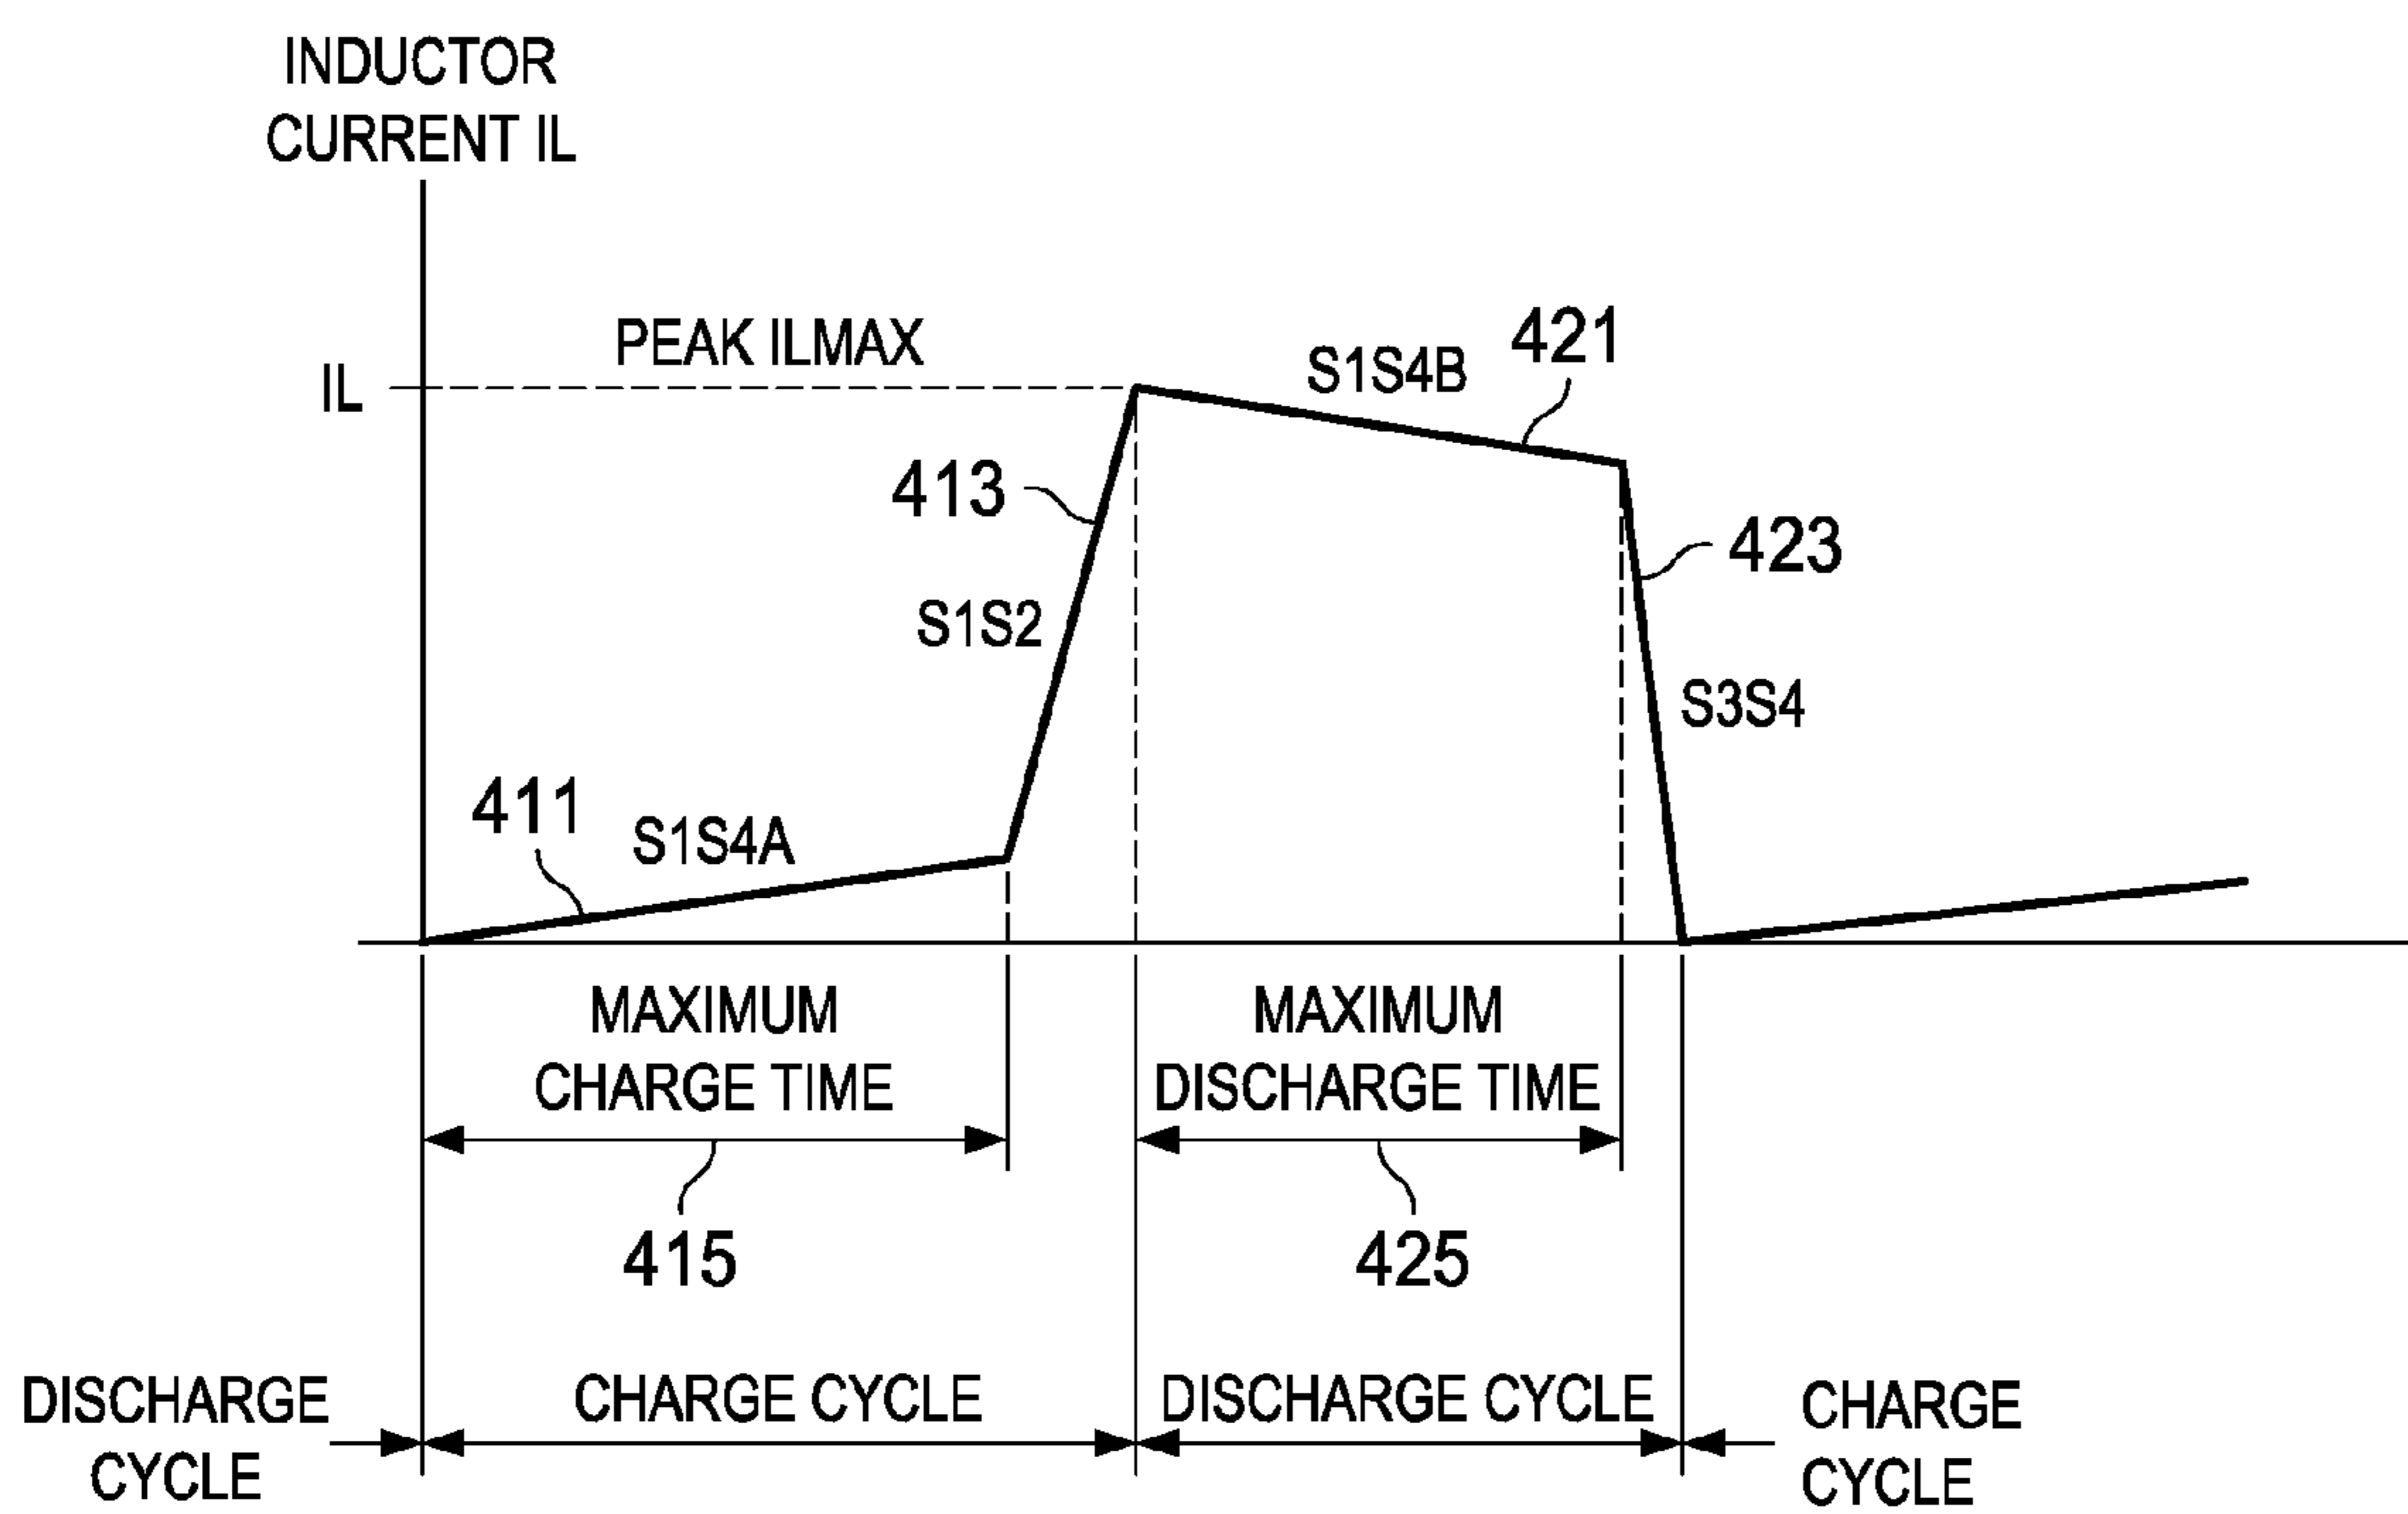 INDUCTOR
CURRENT IL
PEAK ILMAX
IL
S1S4B
421
413
423
S1S2
S3S4
411
S1S4A
MAXIMUM
CHARGE TIME
MAXIMUM
DISCHARGE TIME
415
425
DISCHARGE
CYCLE
CHARGE CYCLE
DISCHARGE CYCLE
CHARGE
CYCLE